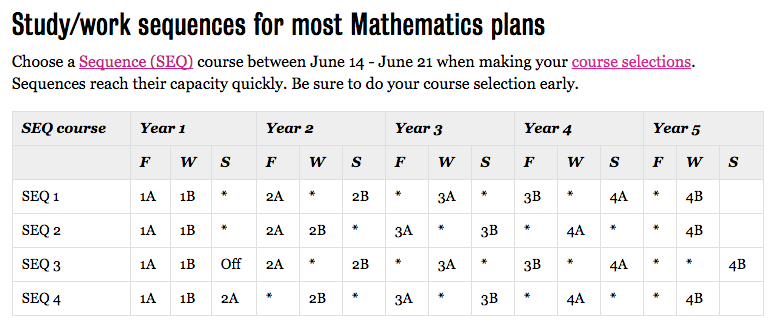 Study/work sequences for most Mathematics plans
Choose a Sequence (SEQ) course between June 14 - June 21 when making your course selections.
Sequences reach their capacity quickly. Be sure to do your course selection early.
SEQ course Year 1 Year 2 Year 3 Year 4 Year 5
F W S F W S F W S F W S F W S
SEQ 1 1A 1B * 2A * 2B * 3A * 3B * 4A * 4B
SEQ 2 1A 1B * 2A 2B * 3A * 3B * 4A * * 4B
SEQ 3 1A 1B Off 2A * 2B * 3A * 3B * 4A * * 4B
SEQ 4 1A 1B 2A * 2B * 3A * 3B * 4A * * 4B